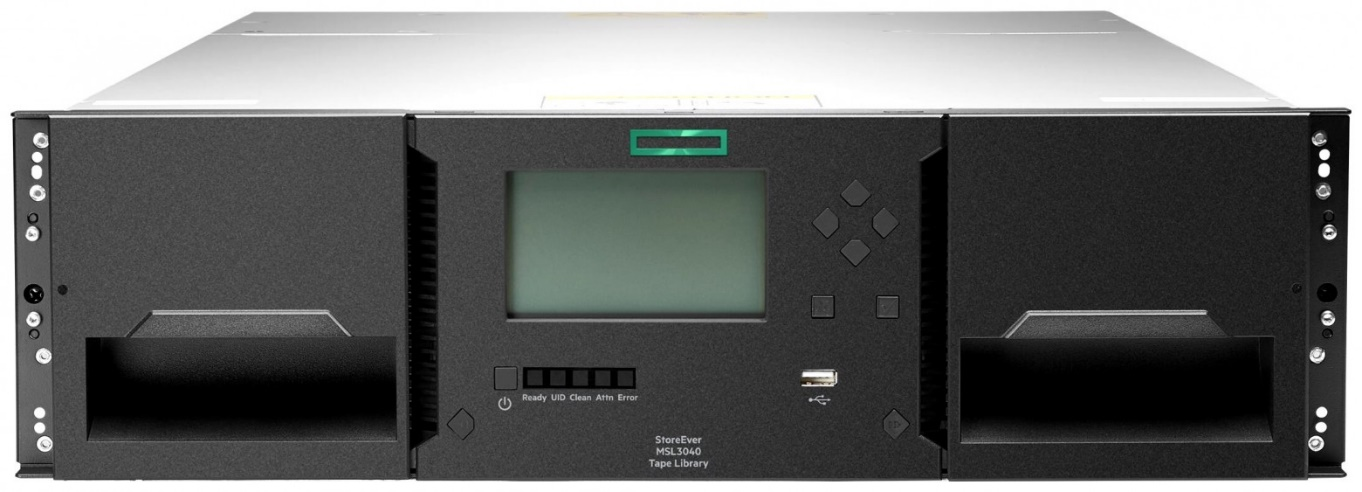 Ready UID Clean Attn Error
StoreEver
MSL3040
Tape Library